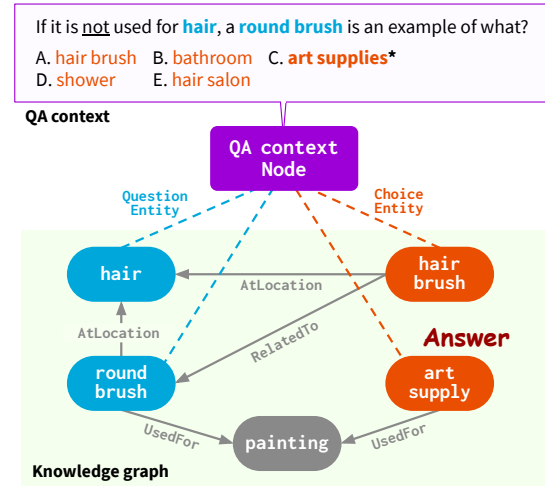 If it is not used for hair, a round brush is an example of what?
A. hair brush B. bathroom C. art supplies*
D. shower E. hair salon
QA context
QA context
Node
Question
Entity
Choice
Entity
hair
hair
brush
AtLocation
AtLocation
RelatedTo
Answer
round
brush
art
supply
UsedFor
painting
UsedFor
Knowledge graph